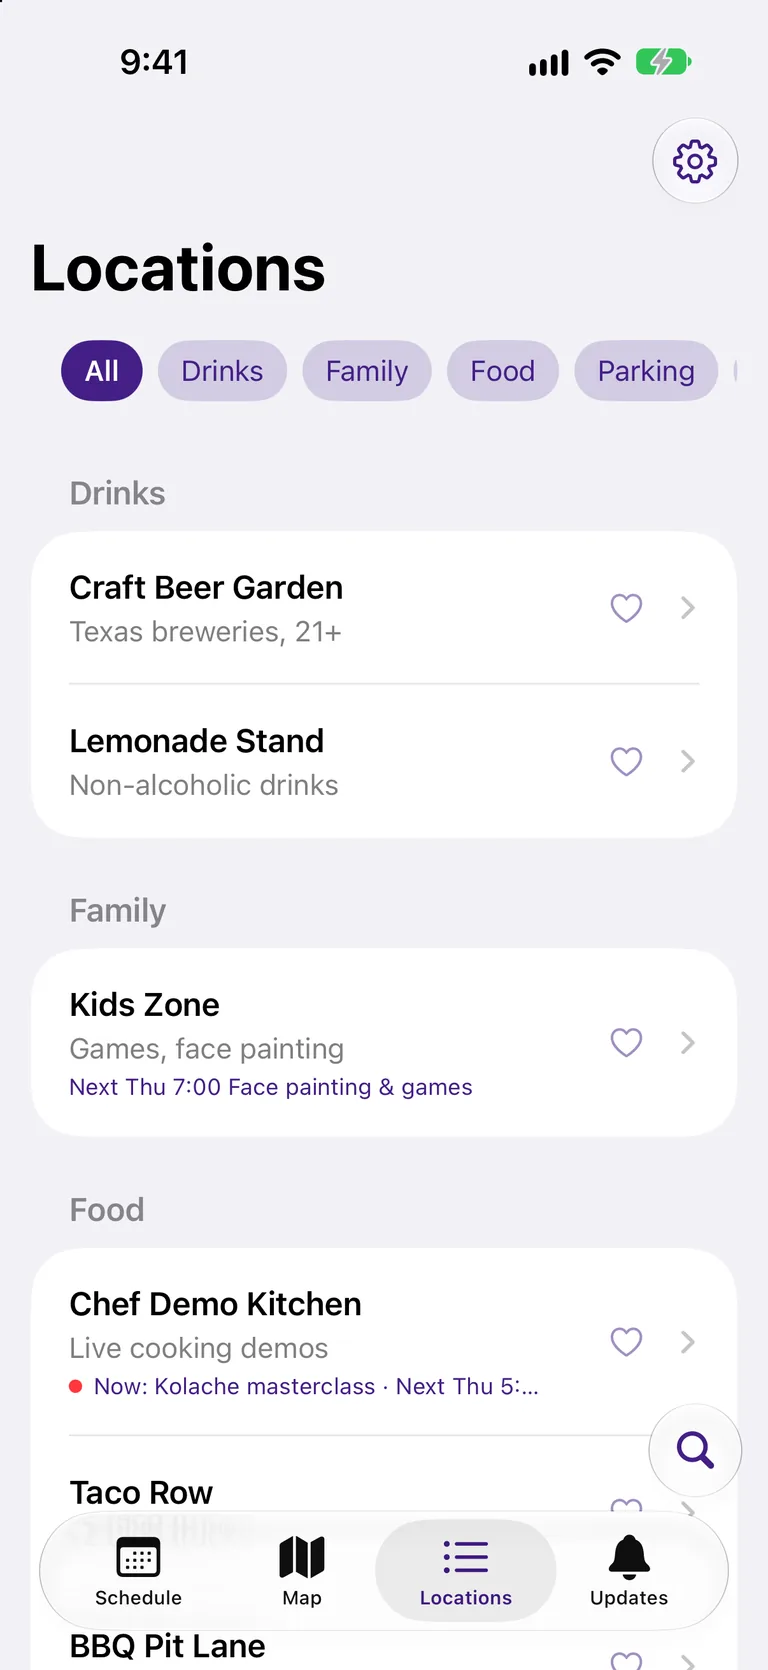 9:41
Locations
All
Drinks
Family
Food
Parking
Drinks
Craft Beer Garden
Texas breweries, 21+
Lemonade Stand
Non-alcoholic drinks
Family
Kids Zone
Games, face painting
Next Thu 7:00 Face painting & games
Food
Chef Demo Kitchen
Live cooking demos
Now: Kolache masterclass · Next Thu 5:...
Taco Row
Schedule
Map
Locations
Updates
BBQ Pit Lane